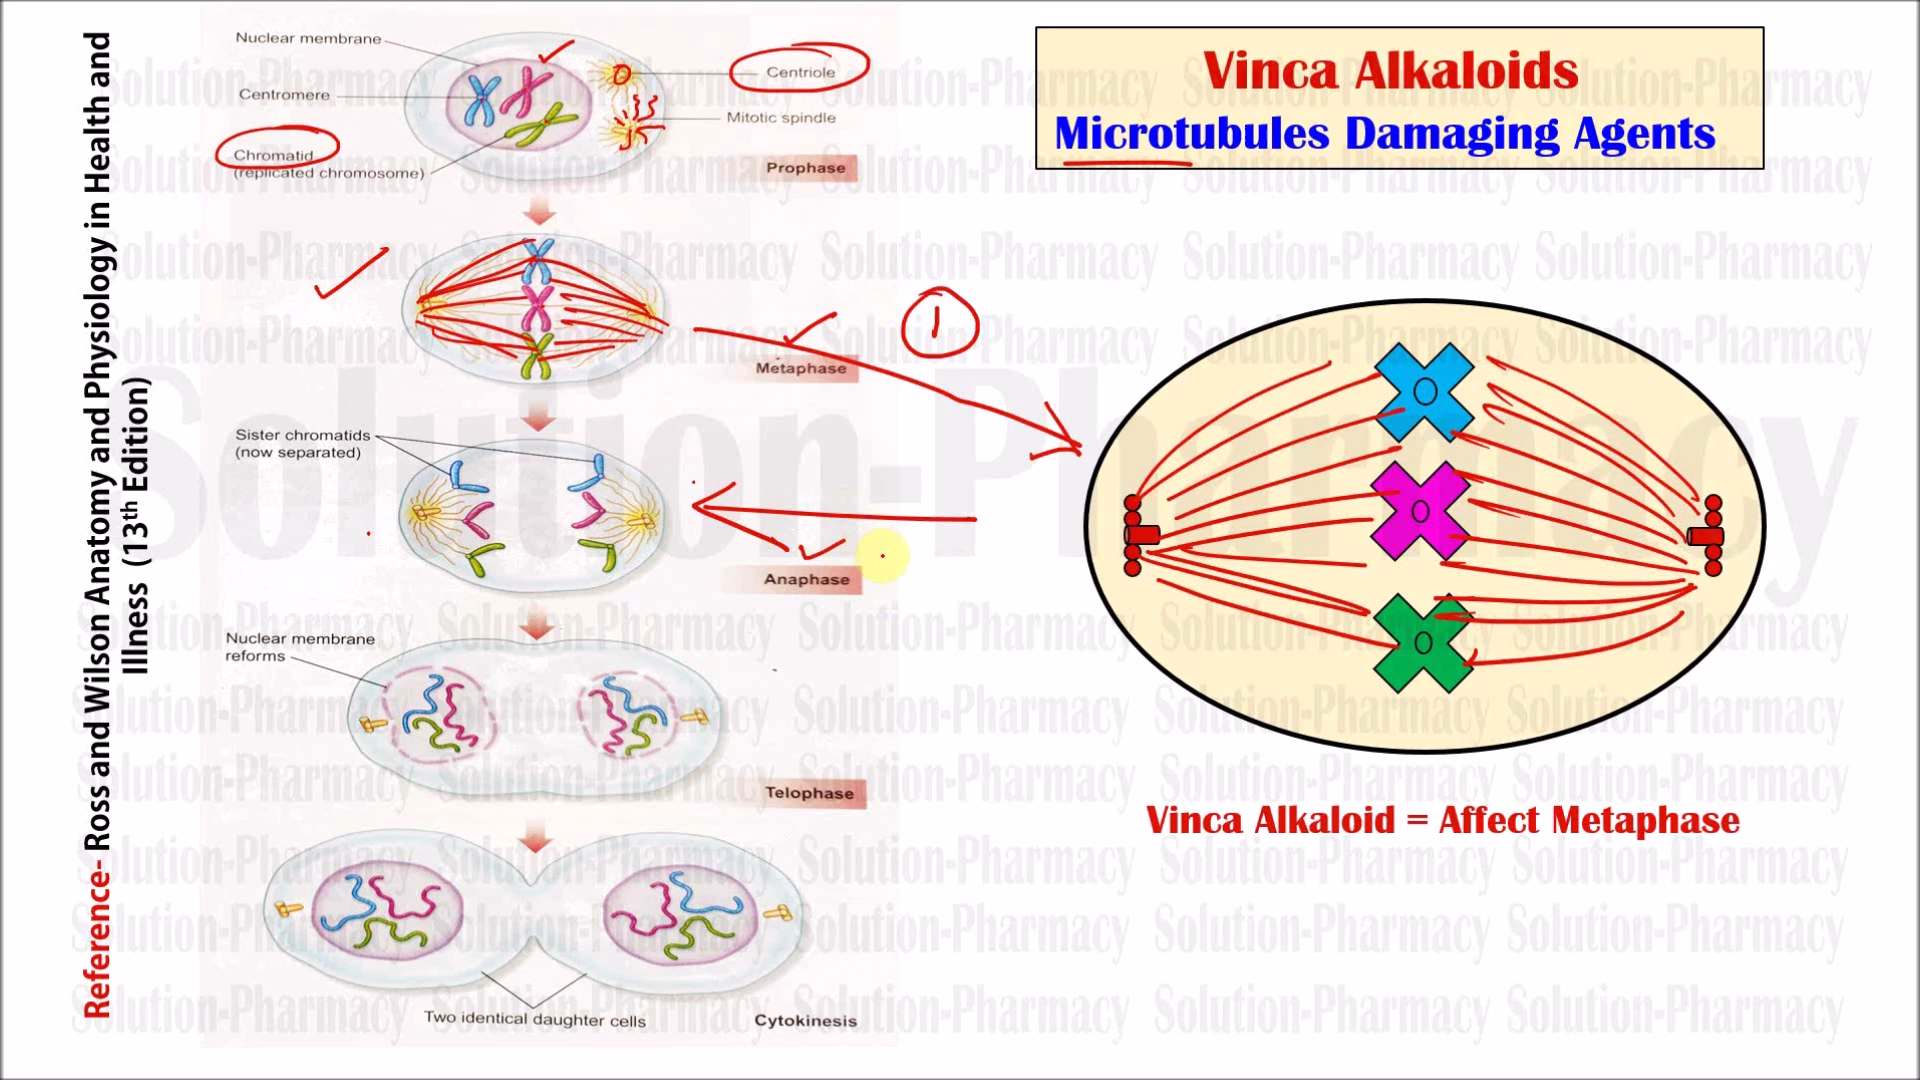 Reference- Ross and Wilson Anatomy and Physiology in Health and
Illness (13th Edition)
Nuclear membrane
Centromere
Chromatid
(replicated chromosome)
Centriole
Mitotic spindle
Prophase
Metaphase
1
Sister chromatids
(now separated)
Anaphase
Nuclear membrane
reforms
Telophase
Two identical daughter cells
Cytokinesis
Vinca Alkaloids
Microtubules Damaging Agents
Vinca Alkaloid = Affect Metaphase
Solution-Pharmacy